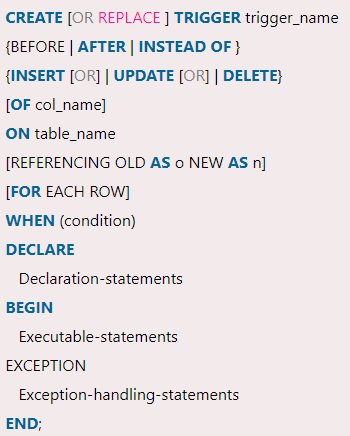 CREATE [OR REPLACE ] TRIGGER trigger_name
{BEFORE | AFTER | INSTEAD OF }
{INSERT [OR] | UPDATE [OR] | DELETE}
[OF col_name]
ON table_name
[REFERENCING OLD AS o NEW AS n]
[FOR EACH ROW]
WHEN (condition)
DECLARE
Declaration-statements
BEGIN
Executable-statements
EXCEPTION
Exception-handling-statements
END;